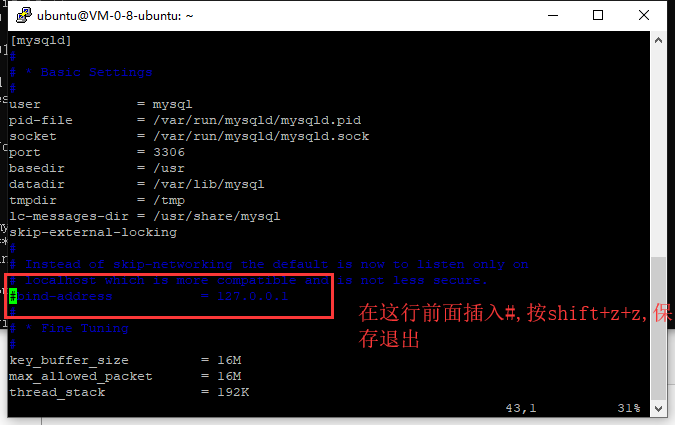 ubuntu@VM-0-8-ubuntu: ~
[mysqld]
#
# * Basic Settings
#
user = mysql
pid-file = /var/run/mysqld/mysqld.pid
socket = /var/run/mysqld/mysqld.sock
port = 3306
basedir = /usr
datadir = /var/lib/mysql
tmpdir = /tmp
lc-messages-dir = /usr/share/mysql
skip-external-locking
#
# Instead of skip-networking the default is now to listen only on
# localhost which is more compatible and is not less secure.
#bind-address = 127.0.0.1
#
# * Fine Tuning
#
key_buffer_size = 16M
max_allowed_packet = 16M
thread_stack = 192K
43,1 31%
在这行前面插入#,按shift+z+z,保
存退出